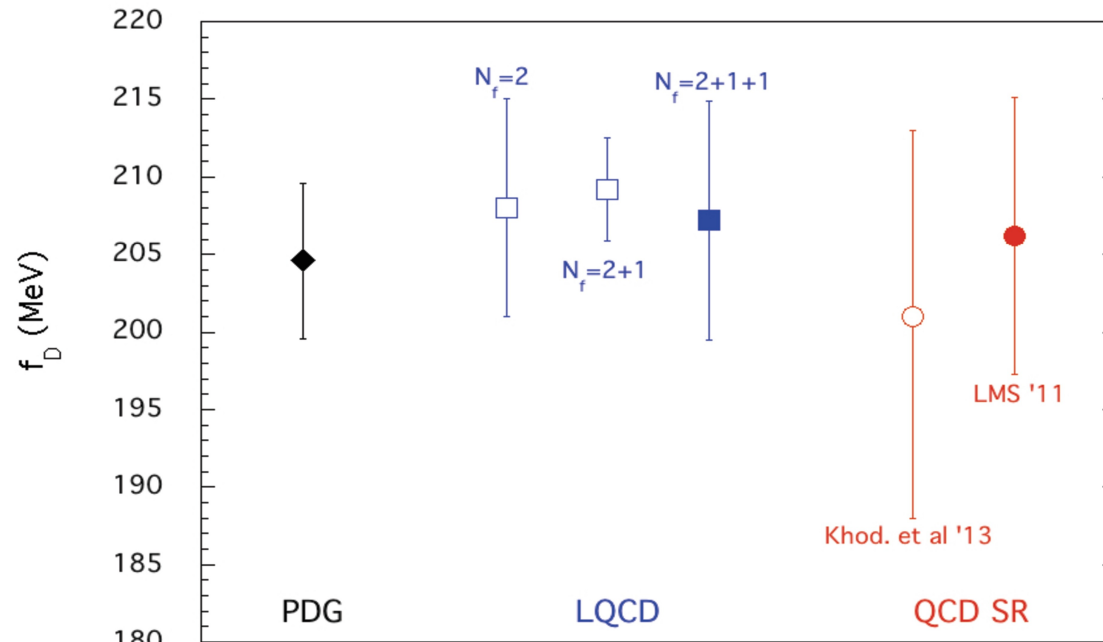 220
215
210
205
200
195
190
185
180
f_D (MeV)
N_f=2
N_f=2+1
N_f=2+1+1
Khod. et al '13
LMS '11
PDG
LQCD
QCD SR